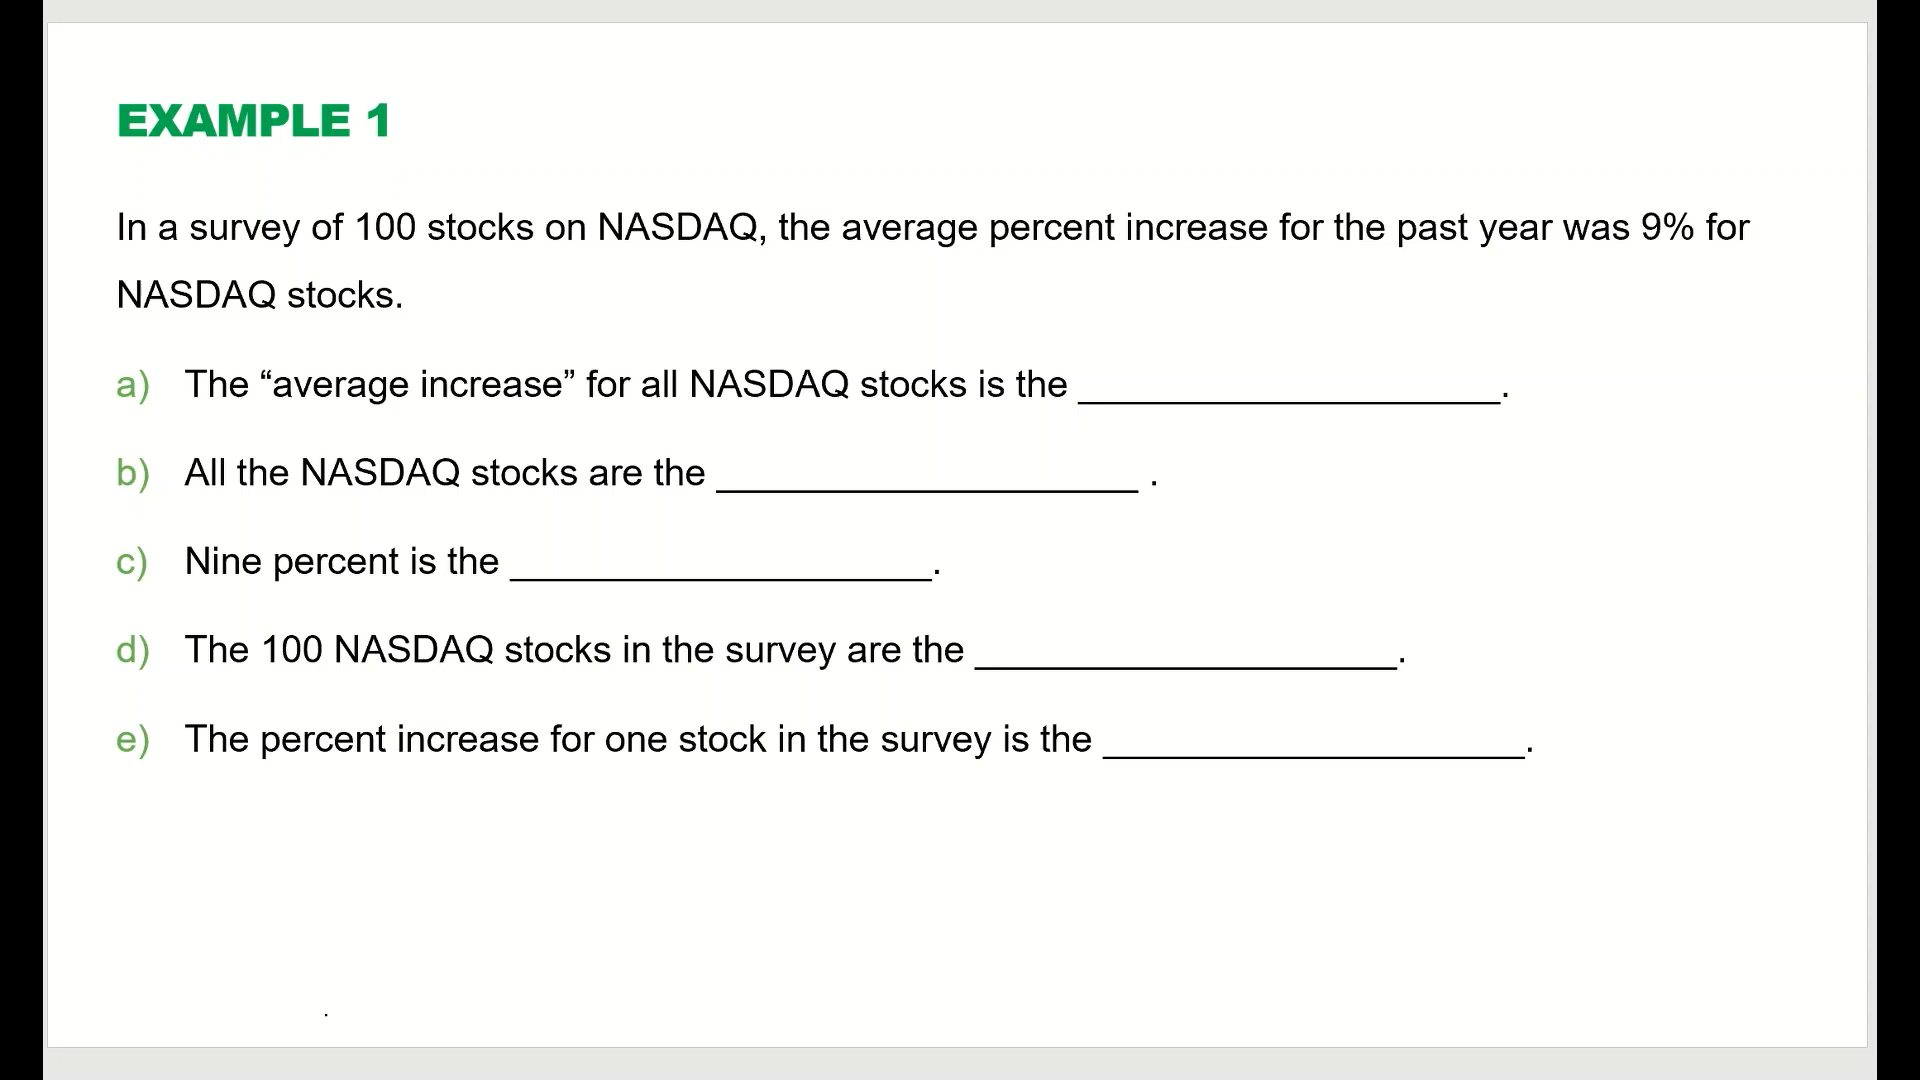 EXAMPLE 1
In a survey of 100 stocks on NASDAQ, the average percent increase for the past year was 9% for
NASDAQ stocks.
a) The “average increase” for all NASDAQ stocks is the ____________________.
b) All the NASDAQ stocks are the ____________________ .
c) Nine percent is the ____________________.
d) The 100 NASDAQ stocks in the survey are the ____________________.
e) The percent increase for one stock in the survey is the ____________________.